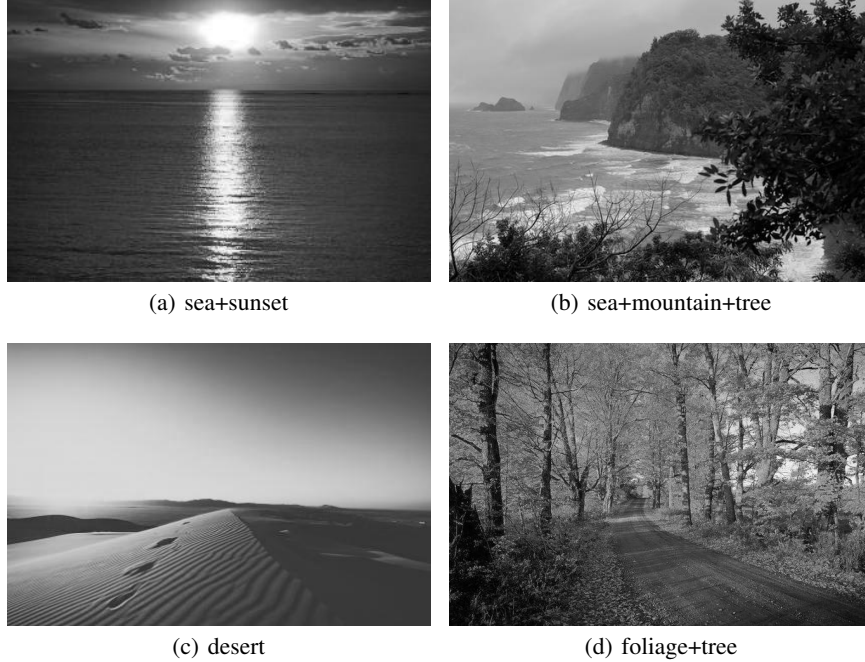 (a) sea+sunset
(b) sea+mountain+tree
(c) desert
(d) foliage+tree